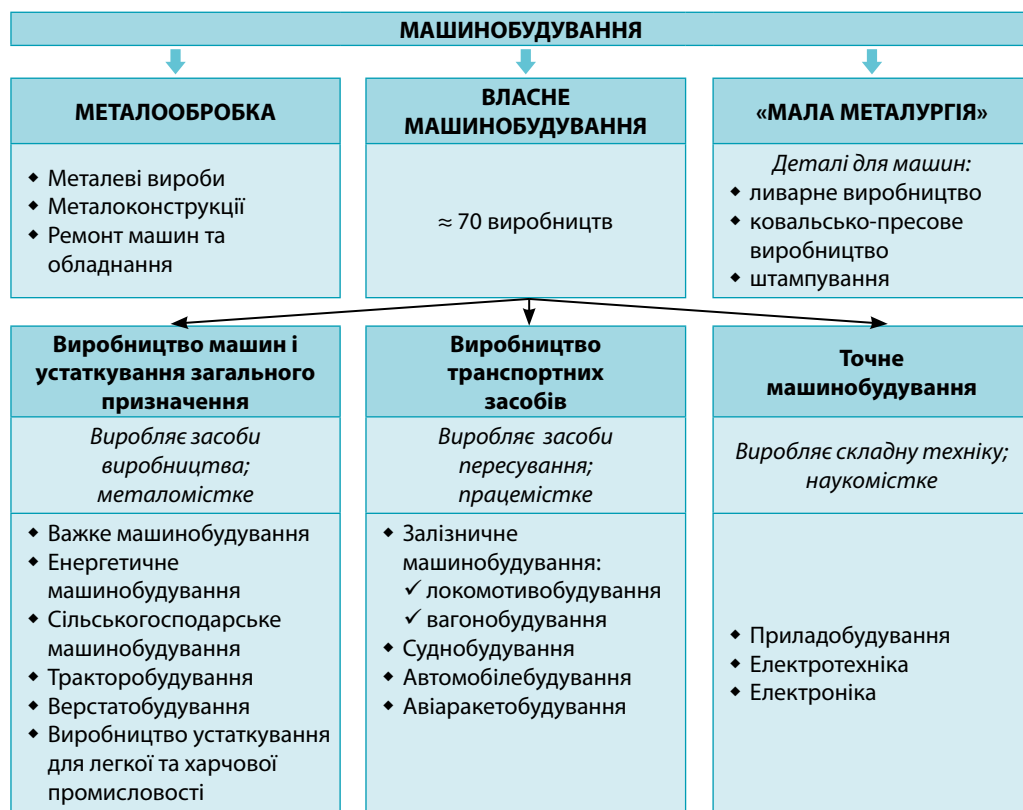 МАШИНОБУДУВАННЯ
МЕТАЛООБРОБКА
◆ Металеві вироби
◆ Металоконструкції
◆ Ремонт машин та
обладнання
ВЛАСНЕ
МАШИНОБУДУВАННЯ
≈ 70 виробництв
«МАЛА МЕТАЛУРГІЯ»
Деталі для машин:
◆ ливарне виробництво
◆ ковальсько-пресове
виробництво
◆ штампування
Виробництво машин і
устаткування загального
призначення
Виробляє засоби
виробництва;
металомістке
◆ Важке машинобудування
◆ Енергетичне
машинобудування
◆ Сільськогосподарське
машинобудування
◆ Тракторобудування
◆ Верстатобудування
◆ Виробництво устаткування
для легкої та харчової
промисловості
Виробництво
транспортних
засобів
Виробляє засоби
пересування;
працемістке
◆ Залізничне
машинобудування:
✓ локомотивобудування
✓ вагонобудування
◆ Суднобудування
◆ Автомобілебудування
◆ Авіаракетобудування
Точне
машинобудування
Виробляє складну техніку;
наукомістке
◆ Приладобудування
◆ Електротехніка
◆ Електроніка